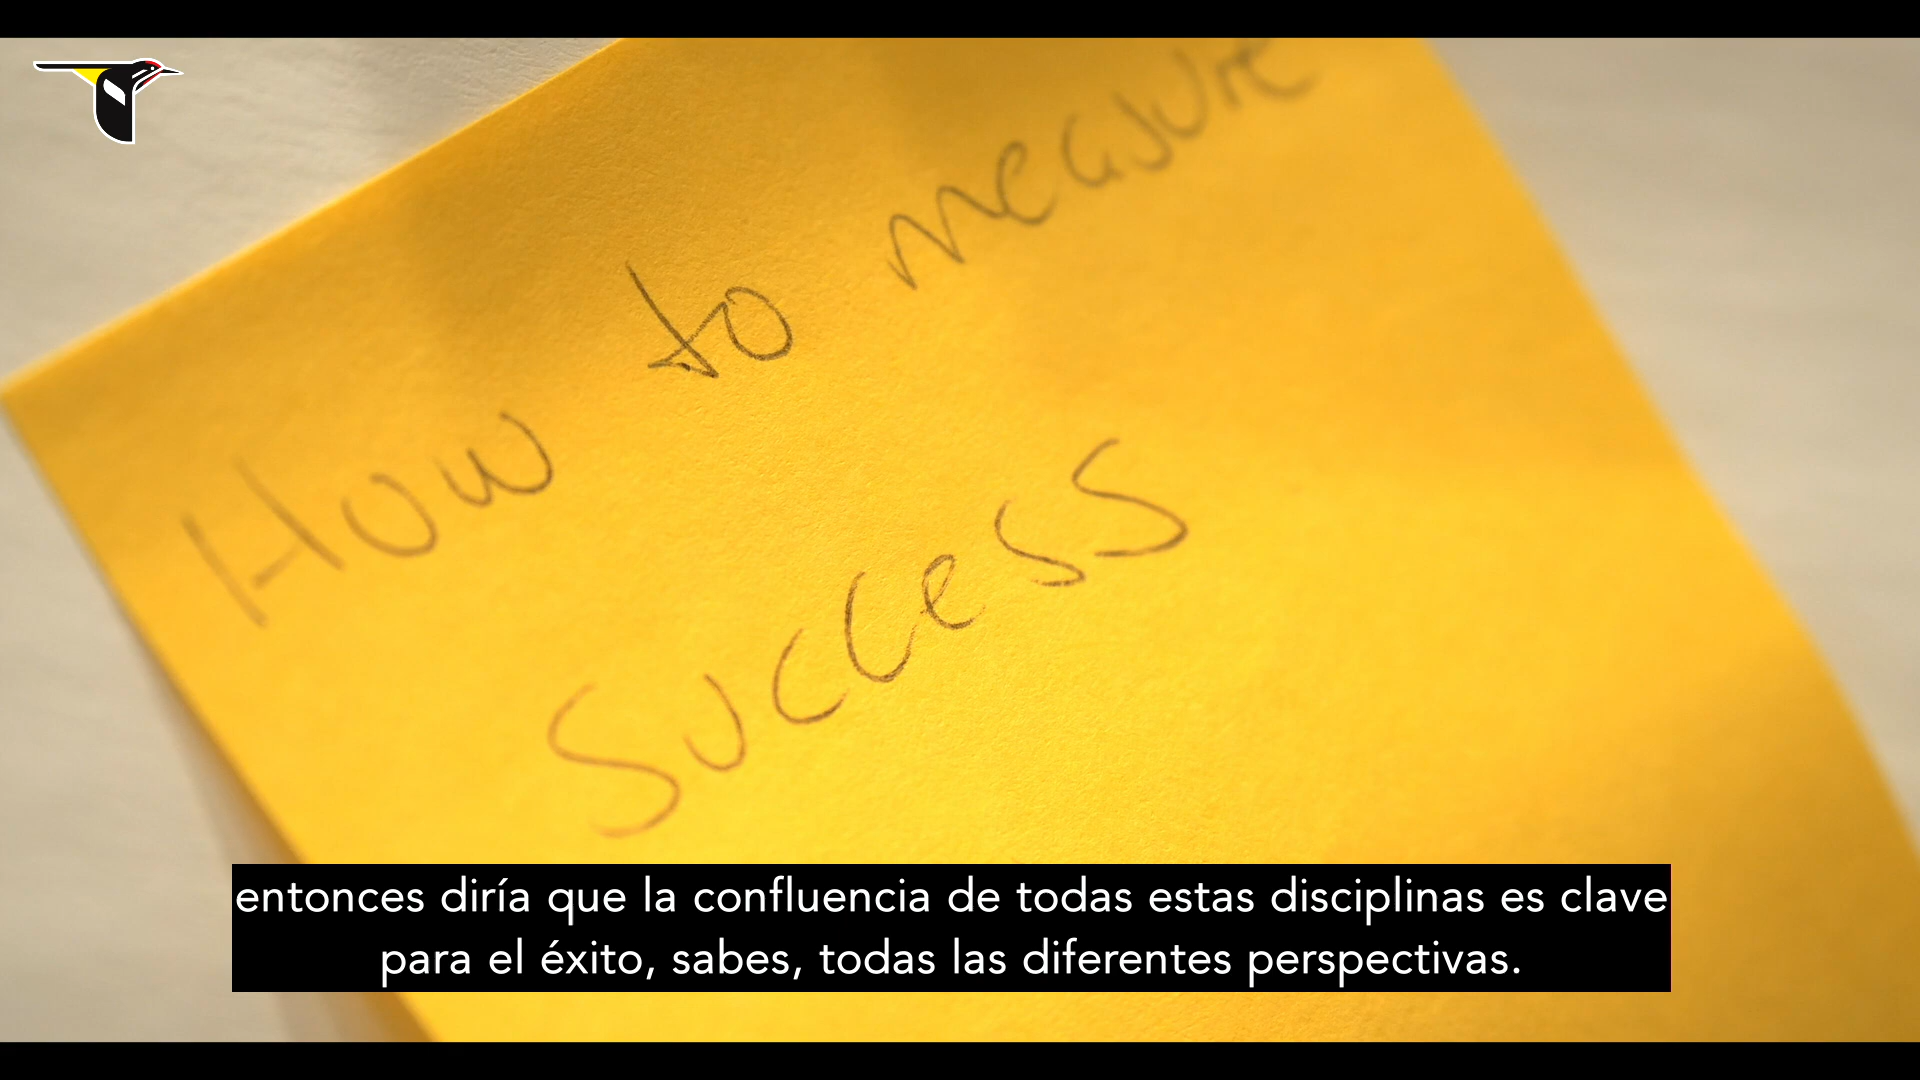 How to measure
Success
entonces diría que la confluencia de todas estas disciplinas es clave
para el éxito, sabes, todas las diferentes perspectivas.